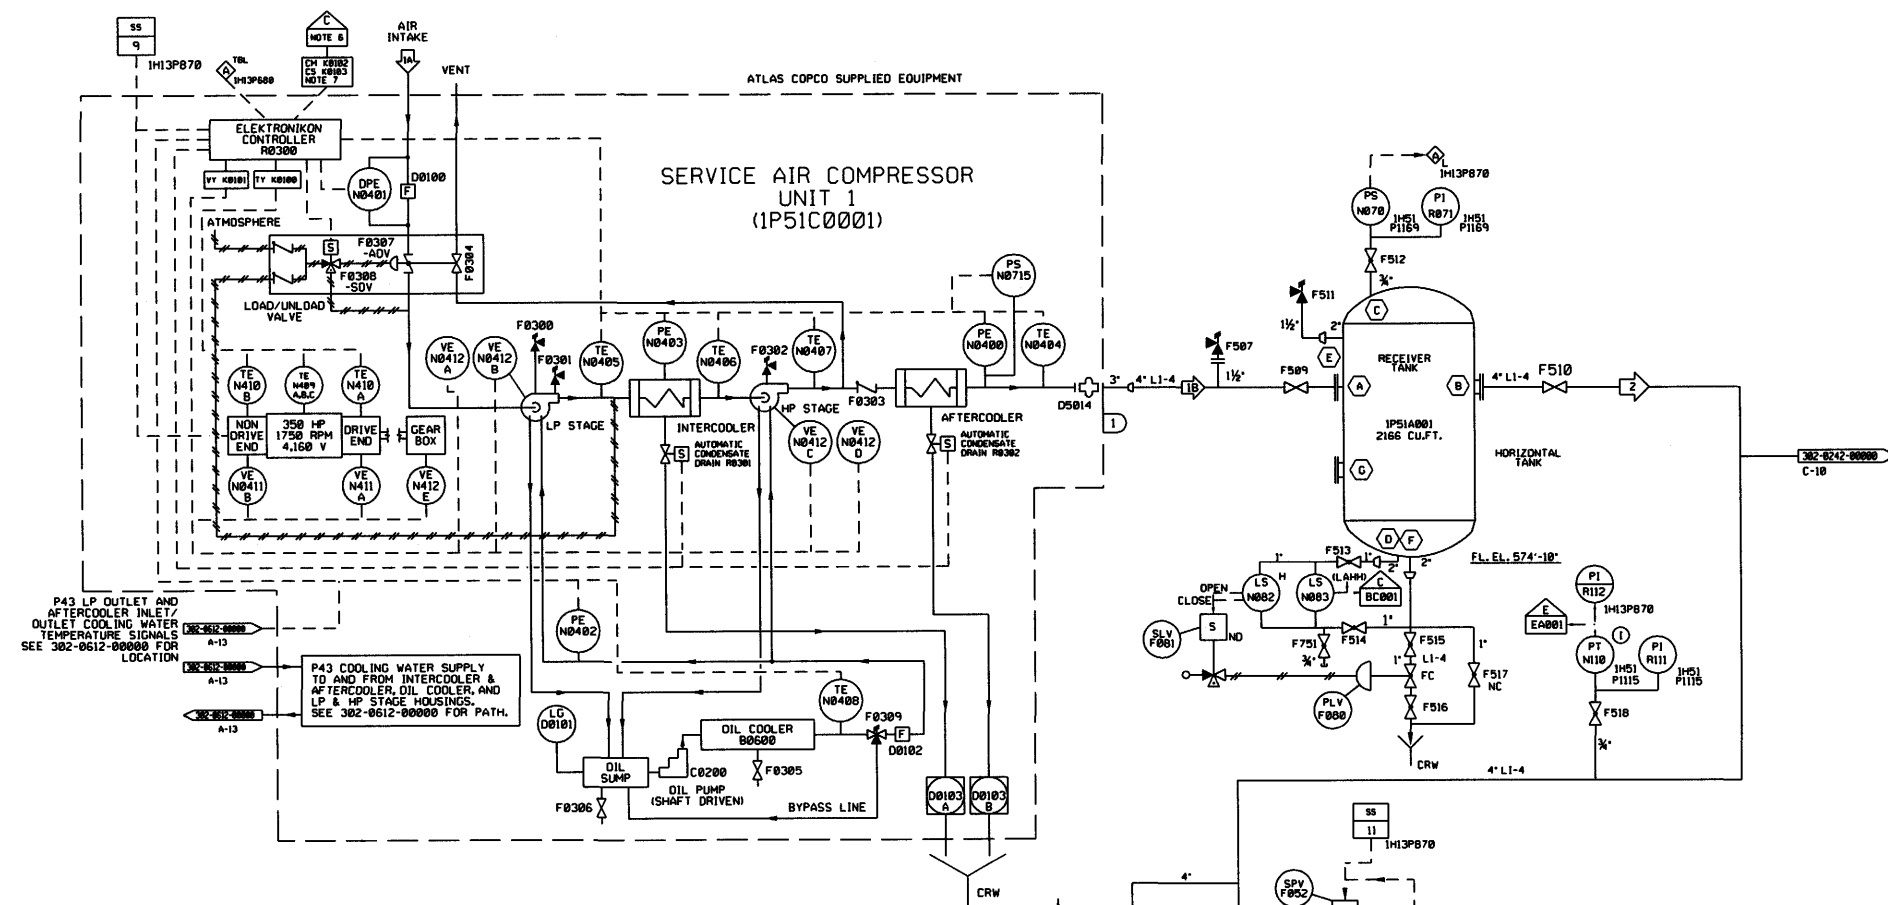 SS
9
1H13P870
TBL
A
1H13P680
C
NOTE 6
CM K0102
CS K0103
NOTE 7
AIR
INTAKE
1A
VENT
ATLAS COPCO SUPPLIED EQUIPMENT
ELEKTRONIKON
CONTROLLER
R0300
VY K0101
TY K0100
DPE
N0401
D0100
F
SERVICE AIR COMPRESSOR
UNIT 1
(1P51C0001)
ATMOSPHERE
S
F0307
-AOV
F0308
-SOV
F0304
LOAD/UNLOAD
VALVE
PS
N0715
F0300
F0301
VE
N0412
A
VE
N0412
B
TE
N0405
PE
N0403
TE
N0406
F0302
TE
N0407
PE
N0400
TE
N0404
TE
N410
B
TE
N409
A,B,C
TE
N410
A
NON
DRIVE
END
350 HP
1750 RPM
4,160 V
DRIVE
END
GEAR
BOX
VE
N0411
B
VE
N411
A
VE
N412
E
LP STAGE
INTERCOOLER
HP STAGE
F0303
AFTERCOOLER
D5014
AUTOMATIC
CONDENSATE
DRAIN R0301
S
VE
N0412
C
VE
N0412
D
S
AUTOMATIC
CONDENSATE
DRAIN R0302
3"
4" L1-4
1B
1
F507
1½"
F509
PS
N070
PI
R071
1H51
P1169
1H51
P1169
A
L
1H13P870
F512
¾"
F511
1½"
2"
C
E
A
B
G
D
F
RECEIVER
TANK
1P51A001
2166 CU.FT.
HORIZONTAL
TANK
4" L1-4
F510
2
302-0242-00000
C-10
FL. EL. 574'-10"
1"
F513
1"
2"
2"
H
LS
N082
LS
N083
(LAHH)
C
BC001
OPEN
CLOSE
S
NO
SLV
F081
F751
¾"
F514
1"
F515
1"
L1-4
FC
F516
1"
F517
NC
PLV
F080
CRW
PI
R112
1H13P870
E
EA001
I
PT
N110
1H51
P1115
PI
R111
1H51
P1115
F518
¾"
4" L1-4
P43 LP OUTLET AND
AFTERCOOLER INLET/
OUTLET COOLING WATER
TEMPERATURE SIGNALS
SEE 302-0612-00000 FOR
LOCATION
302-0612-00000
A-13
302-0612-00000
A-13
302-0612-00000
A-13
P43 COOLING WATER SUPPLY
TO AND FROM INTERCOOLER &
AFTERCOOLER, OIL COOLER, AND
LP & HP STAGE HOUSINGS.
SEE 302-0612-00000 FOR PATH.
PE
N0402
TE
N0408
LG
D0101
OIL COOLER
B0600
F0309
F
D0102
OIL
SUMP
C0200
F0305
OIL PUMP
(SHAFT DRIVEN)
F0306
BYPASS LINE
D0103
A
D0103
B
CRW
SS
11
1H13P870
SPV
F052
4"